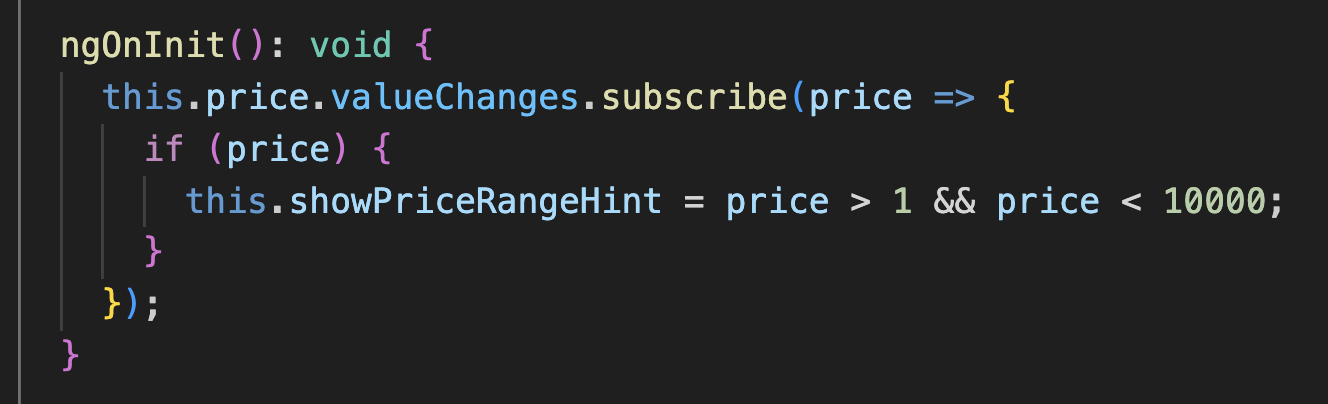 ngOnInit(): void {
  this.price.valueChanges.subscribe(price => {
    if (price) {
      this.showPriceRangeHint = price > 1 && price < 10000;
    }
  });
}